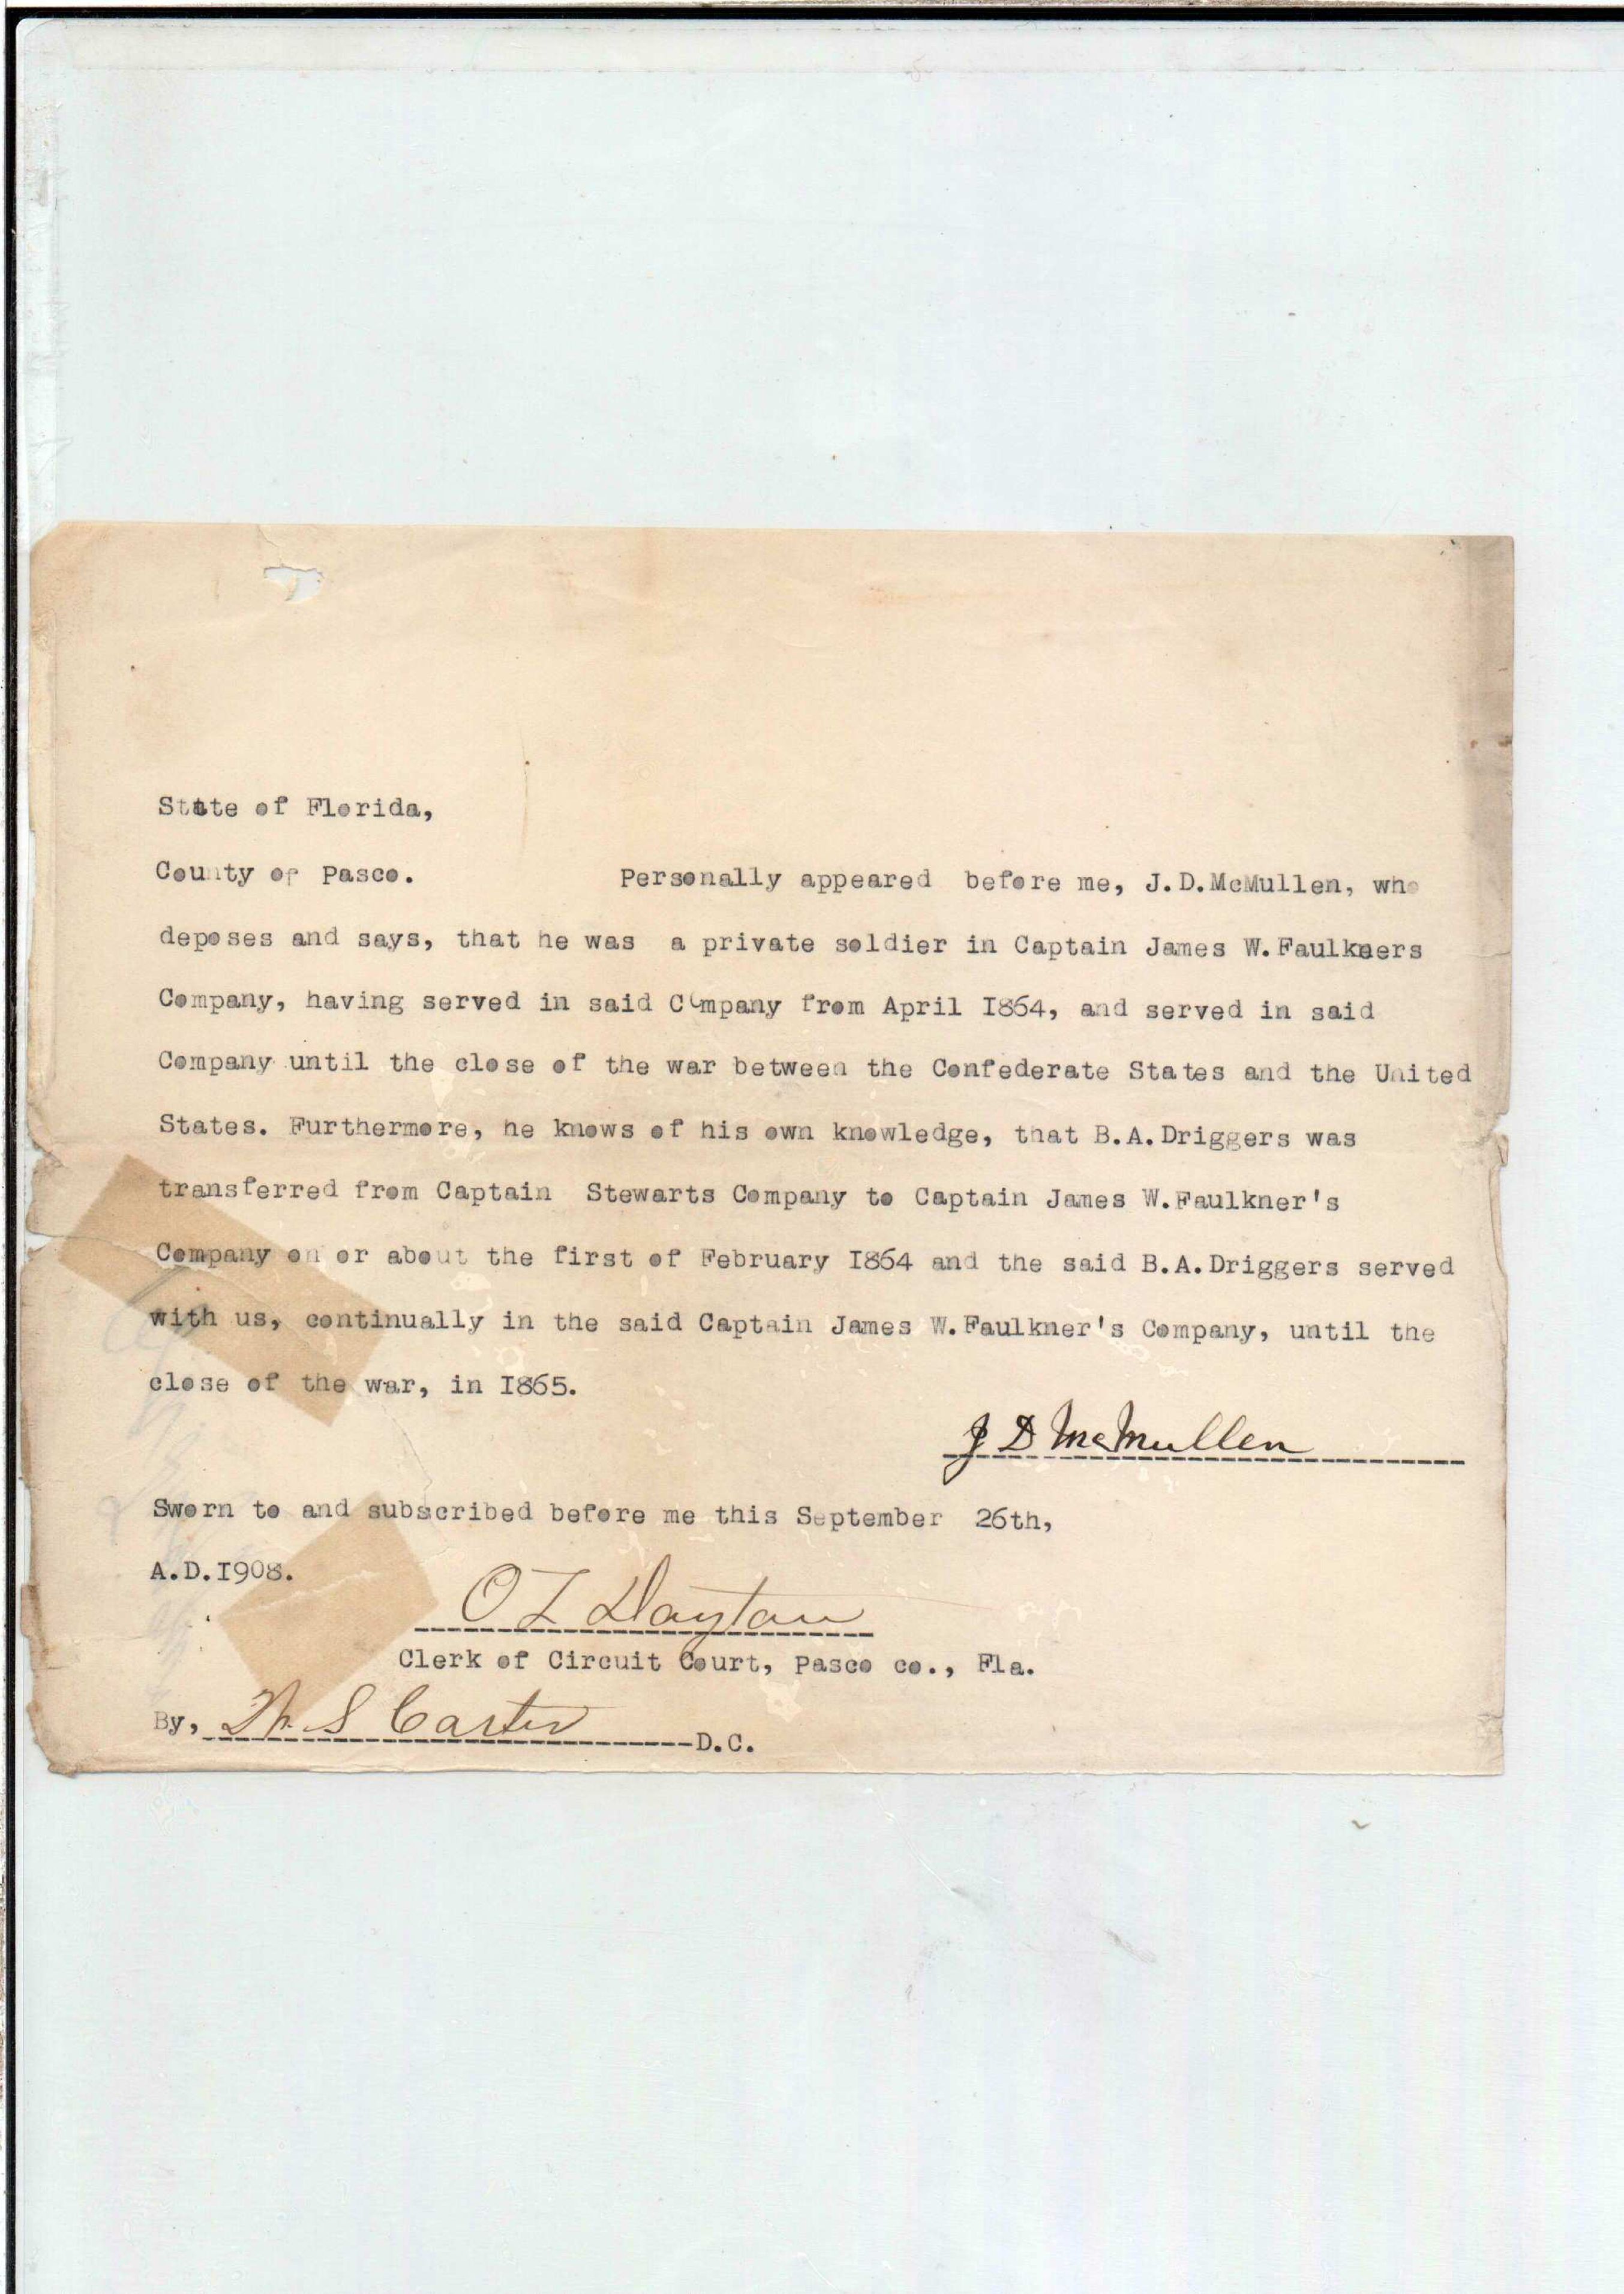 State of Florida,
County of Pasco. Personally appeared before me, J.D.McMullen, who
deposes and says, that he was a private soldier in Captain James W.Faulkners
Company, having served in said Company from April I864, and served in said
Company until the close of the war between the Confederate States and the United
States. Furthermore, he knows of his own knowledge, that B.A.Driggers was
transferred from Captain Stewarts Company to Captain James W.Faulkner's
Company on or about the first of February I864 and the said B.A.Driggers served
with us, continually in the said Captain James W.Faulkner's Company, until the
close of the war, in I865.
J D McMullen
Sworn to and subscribed before me this September 26th,
A.D.I908.
O L Dayton
Clerk of Circuit Court, Pasco co., Fla.
By, S Carter D.C.